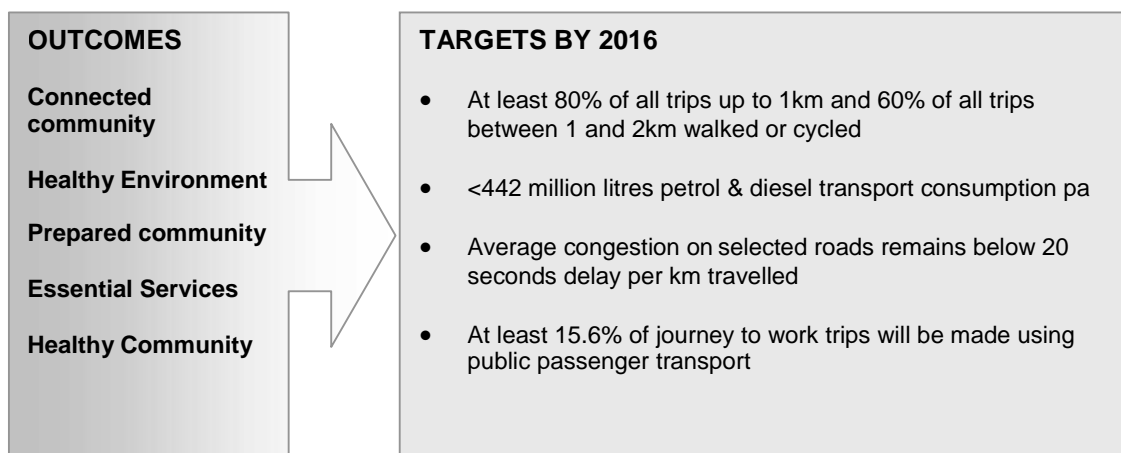 OUTCOMES
Connected
community
Healthy Environment
Prepared community
Essential Services
Healthy Community
TARGETS BY 2016
• At least 80% of all trips up to 1km and 60% of all trips
between 1 and 2km walked or cycled
• <442 million litres petrol & diesel transport consumption pa
• Average congestion on selected roads remains below 20
seconds delay per km travelled
• At least 15.6% of journey to work trips will be made using
public passenger transport